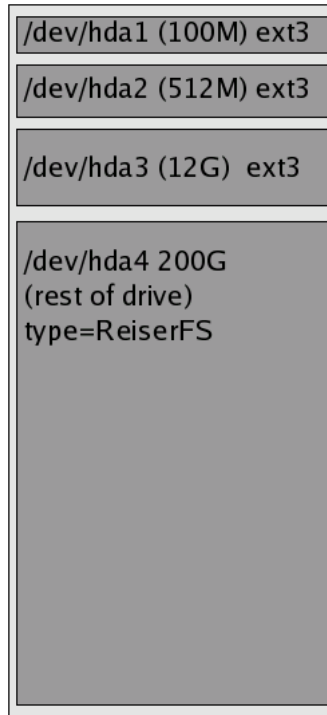 /dev/hda1 (100M) ext3
/dev/hda2 (512M) ext3
/dev/hda3 (12G)  ext3
/dev/hda4 200G
(rest of drive)
type=ReiserFS